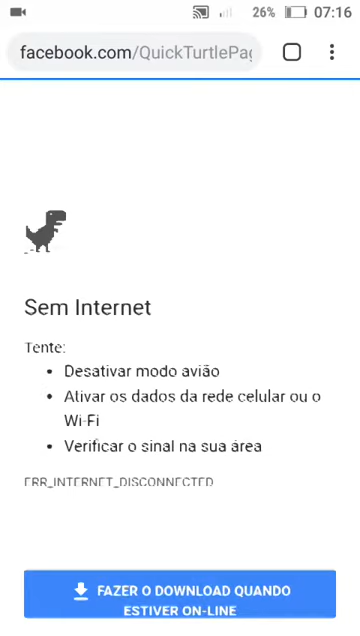 26% 07:16
facebook.com/QuickTurtlePag
Sem Internet
Tente:
• Desativar modo avião
• Ativar os dados da rede celular ou o
Wi-Fi
• Verificar o sinal na sua área
ERR_INTERNET_DISCONNECTED
FAZER O DOWNLOAD QUANDO
ESTIVER ON-LINE